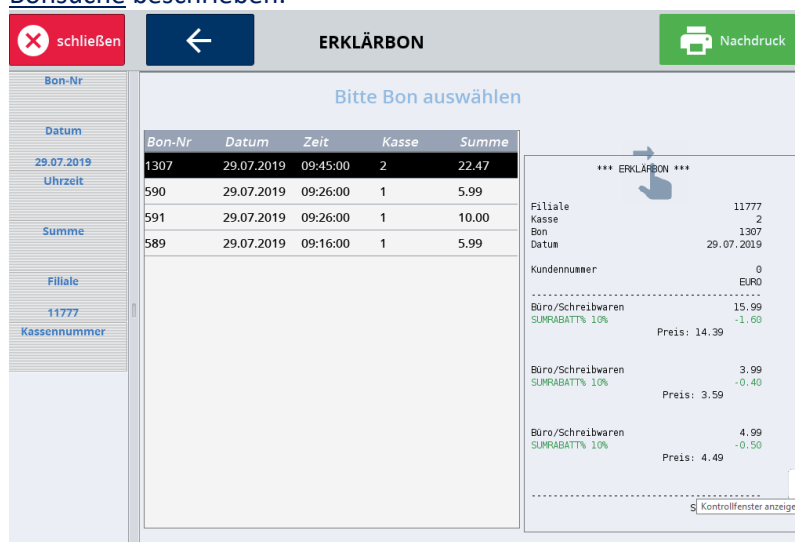 Bonsuche beschrieben.
schließen
ERKLÄRBON
Nachdruck
Bon-Nr
Datum
29.07.2019
Uhrzeit
Summe
Filiale
11777
Kassennummer
Bitte Bon auswählen
Bon-Nr Datum Zeit Kasse Summe
1307 29.07.2019 09:45:00 2 22.47
590 29.07.2019 09:26:00 1 5.99
591 29.07.2019 09:26:00 1 10.00
589 29.07.2019 09:16:00 1 5.99
*** ERKLÄRBON ***
Filiale 11777
Kasse 2
Bon 1307
Datum 29.07.2019
Kundennummer 0
EURO
Büro/Schreibwaren 15.99
SUMRABATT% 10% -1.60
Preis: 14.39
Büro/Schreibwaren 3.99
SUMRABATT% 10% -0.40
Preis: 3.59
Büro/Schreibwaren 4.99
SUMRABATT% 10% -0.50
Preis: 4.49
S
Kontrollfenster anzeige